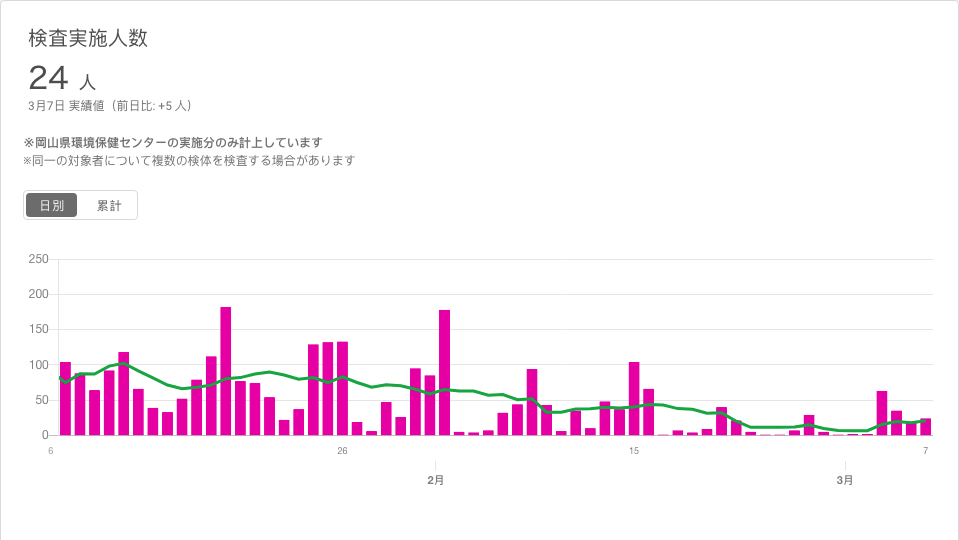 検査実施人数
24 人
3月7日 実績値（前日比: +5 人）
※岡山県環境保健センターの実施分のみ計上しています
※同一の対象者について複数の検体を検査する場合があります
日別 累計
250
200
150
100
50
0
6 26 15 7
2月 3月